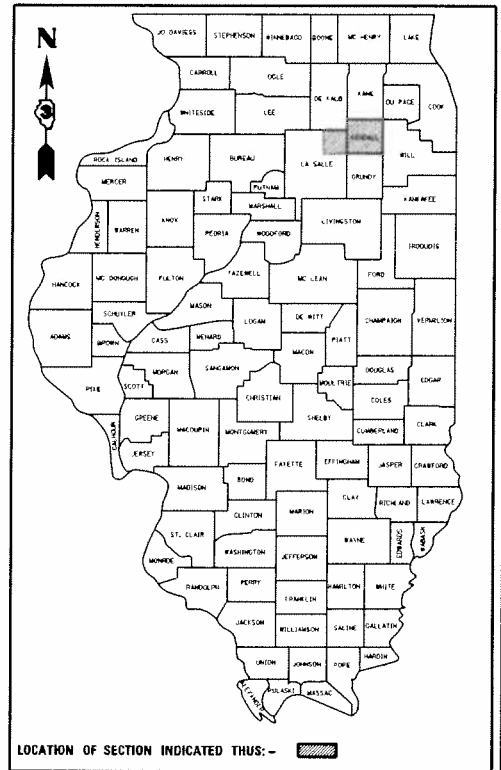 N
JO DAVIESS STEPHENSON WINNEBAGO BOONE MC HENRY LAKE
CARROLL OGLE DE KALB KANE DU PAGE COOK
WHITESIDE LEE KENDALL WILL
ROCK ISLAND HENRY BUREAU LA SALLE GRUNDY
MERCER PUTNAM KANKAKEE
HENDERSON WARREN KNOX STARK MARSHALL LIVINGSTON
PEORIA WOODFORD IROQUOIS
HANCOCK MC DONOUGH FULTON TAZEWELL MC LEAN FORD
SCHUYLER MASON LOGAN DE WITT CHAMPAIGN VERMILION
ADAMS BROWN CASS MENARD MACON PIATT
PIKE SCOTT MORGAN SANGAMON MOULTRIE DOUGLAS EDGAR
CHRISTIAN COLES
CALHOUN GREENE MACOUPIN MONTGOMERY SHELBY CUMBERLAND CLARK
JERSEY FAYETTE EFFINGHAM JASPER CRAWFORD
MADISON BOND CLAY RICHLAND LAWRENCE
CLINTON MARION
ST. CLAIR WAYNE EDWARDS WABASH
MONROE WASHINGTON JEFFERSON
RANDOLPH PERRY HAMILTON WHITE
FRANKLIN
JACKSON WILLIAMSON SALINE GALLATIN
UNION JOHNSON POPE HARDIN
ALEXANDER PULASKI MASSAC
LOCATION OF SECTION INDICATED THUS: -